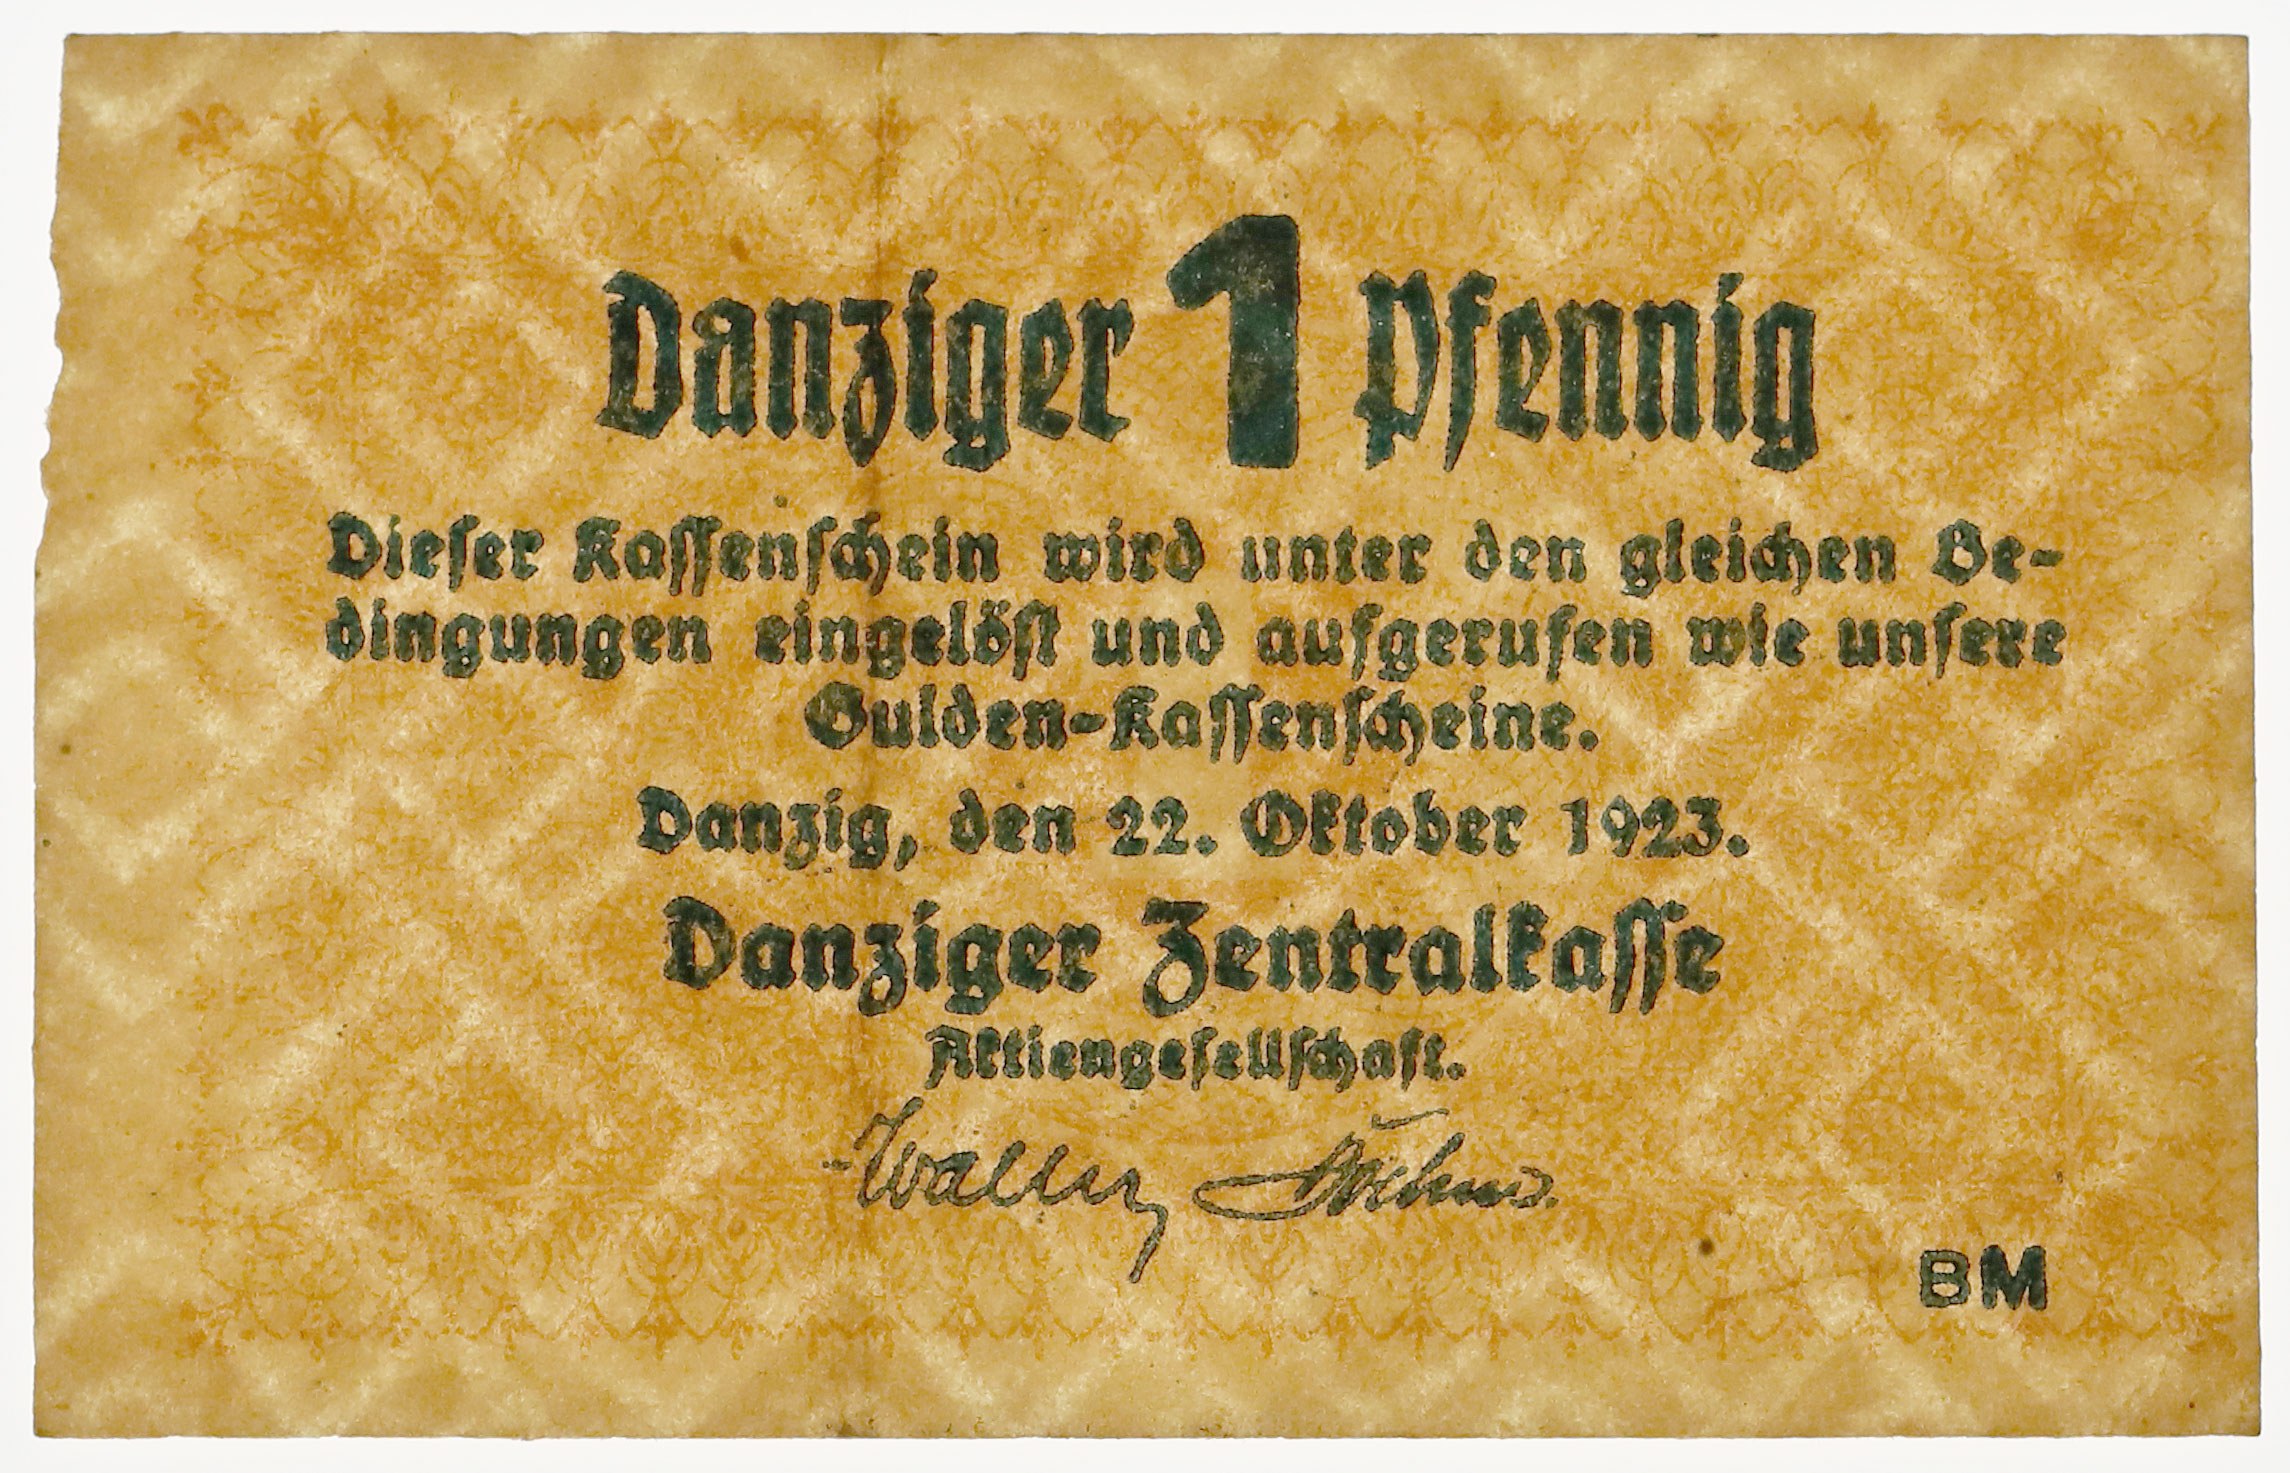 Danziger 1 Pfennig
Dieser Kassenschein wird unter den gleichen Be-
dingungen eingelöst und aufgerufen wie unsere
Gulden-Kassenscheine.
Danzig, den 22. Oktober 1923.
Danziger Zentralkasse
Aktiengesellschaft.
BM